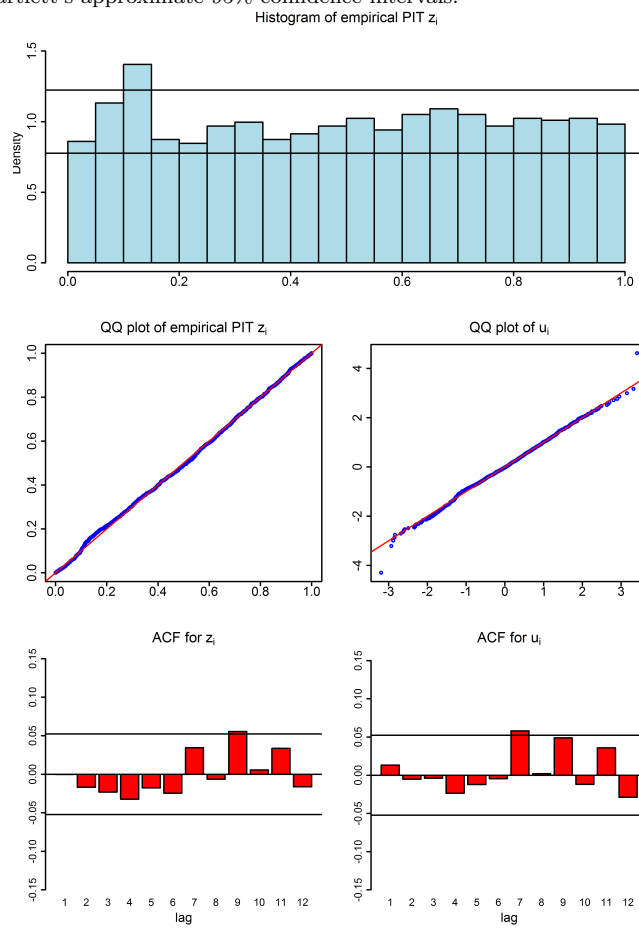 approximate 95% confidence intervals.
Histogram of empirical PIT zi
Density
1.5
1.0
0.5
0.0
0.0 0.2 0.4 0.6 0.8 1.0
QQ plot of empirical PIT zi
1.0
0.8
0.6
0.4
0.2
0.0
0.0 0.2 0.4 0.6 0.8 1.0
QQ plot of ui
4
2
0
-2
-4
-3 -2 -1 0 1 2 3
ACF for zi
0.15
0.10
0.05
0.00
-0.05
-0.10
-0.15
1 2 3 4 5 6 7 8 9 10 11 12
lag
ACF for ui
0.15
0.10
0.05
0.00
-0.05
-0.10
-0.15
1 2 3 4 5 6 7 8 9 10 11 12
lag